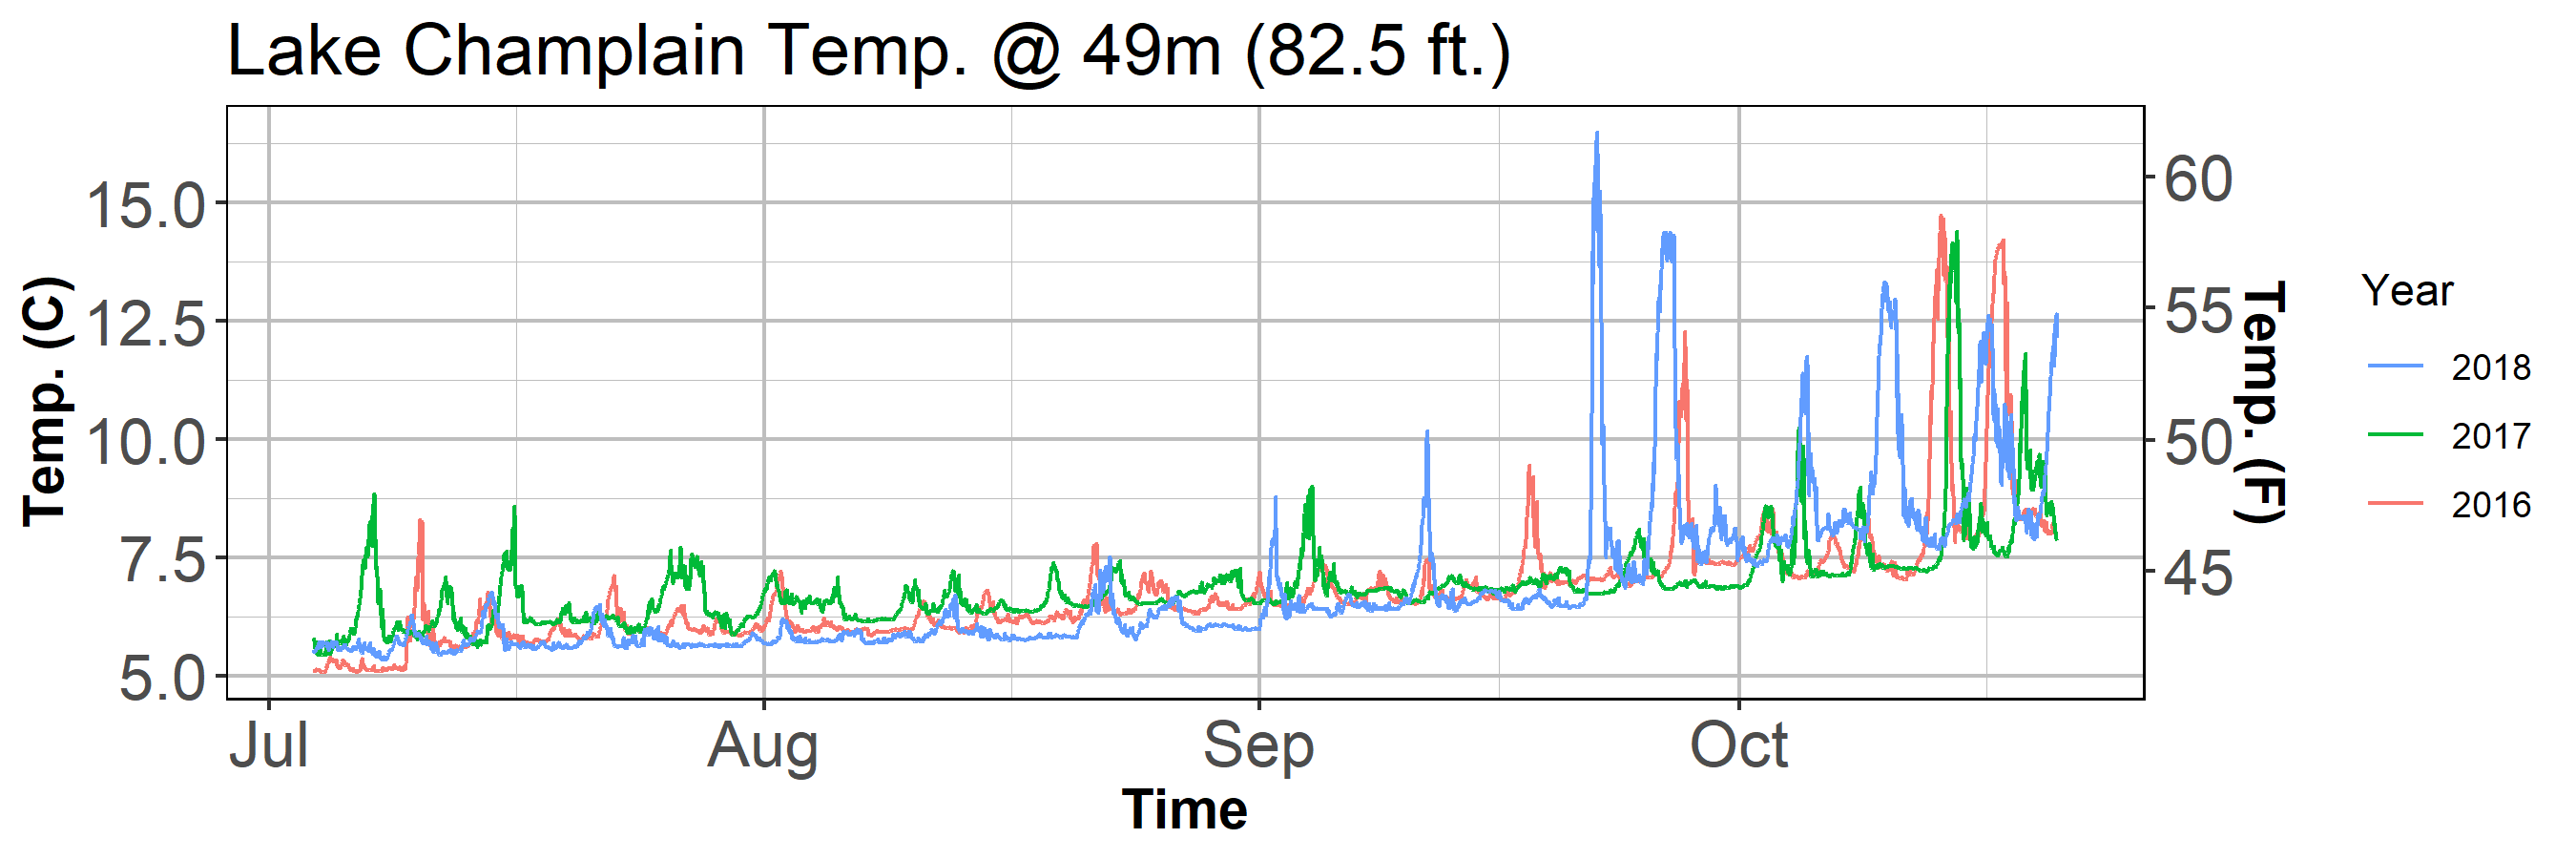 Lake Champlain Temp. @ 49m (82.5 ft.)
Temp. (C)
15.0
12.5
10.0
7.5
5.0
60
55
50
45
Temp. (F)
Jul Aug Sep Oct
Time
Year
2018
2017
2016